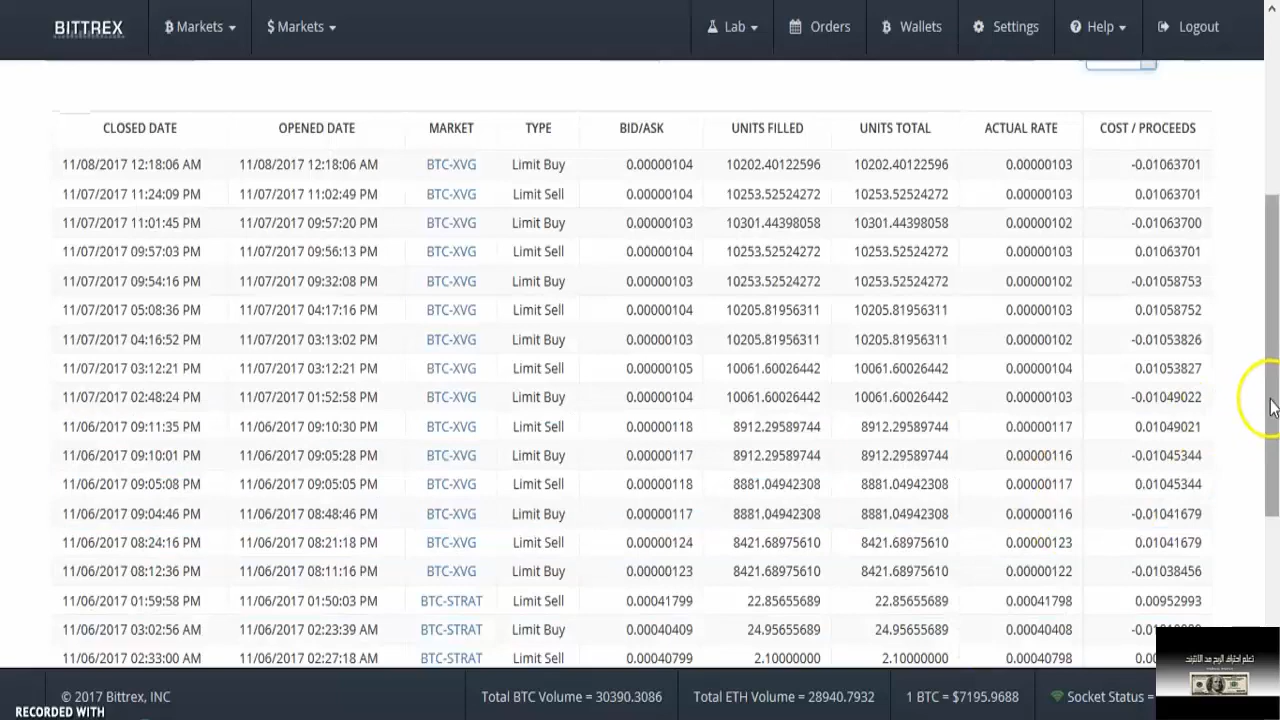 BITTREX Markets $ Markets Lab Orders Wallets Settings Help Logout
CLOSED DATE OPENED DATE MARKET TYPE BID/ASK UNITS FILLED UNITS TOTAL ACTUAL RATE COST / PROCEEDS
11/08/2017 12:18:06 AM 11/08/2017 12:18:06 AM BTC-XVG Limit Buy 0.00000104 10202.40122596 10202.40122596 0.00000103 -0.01063701
11/07/2017 11:24:09 PM 11/07/2017 11:02:49 PM BTC-XVG Limit Sell 0.00000104 10253.52524272 10253.52524272 0.00000103 0.01063701
11/07/2017 11:01:45 PM 11/07/2017 09:57:20 PM BTC-XVG Limit Buy 0.00000103 10301.44398058 10301.44398058 0.00000102 -0.01063700
11/07/2017 09:57:03 PM 11/07/2017 09:56:13 PM BTC-XVG Limit Sell 0.00000104 10253.52524272 10253.52524272 0.00000103 0.01063701
11/07/2017 09:54:16 PM 11/07/2017 09:32:08 PM BTC-XVG Limit Buy 0.00000103 10253.52524272 10253.52524272 0.00000103 -0.01058753
11/07/2017 05:08:36 PM 11/07/2017 04:17:16 PM BTC-XVG Limit Sell 0.00000104 10205.81956311 10205.81956311 0.00000103 0.01058752
11/07/2017 04:16:52 PM 11/07/2017 03:13:02 PM BTC-XVG Limit Buy 0.00000103 10205.81956311 10205.81956311 0.00000102 -0.01053826
11/07/2017 03:12:21 PM 11/07/2017 03:12:21 PM BTC-XVG Limit Sell 0.00000105 10061.60026442 10061.60026442 0.00000104 0.01053827
11/07/2017 02:48:24 PM 11/07/2017 01:52:58 PM BTC-XVG Limit Buy 0.00000104 10061.60026442 10061.60026442 0.00000103 -0.01049022
11/06/2017 09:11:35 PM 11/06/2017 09:10:30 PM BTC-XVG Limit Sell 0.00000118 8912.29589744 8912.29589744 0.00000117 0.01049021
11/06/2017 09:10:01 PM 11/06/2017 09:05:28 PM BTC-XVG Limit Buy 0.00000117 8912.29589744 8912.29589744 0.00000116 -0.01045344
11/06/2017 09:05:08 PM 11/06/2017 09:05:05 PM BTC-XVG Limit Sell 0.00000118 8881.04942308 8881.04942308 0.00000117 0.01045344
11/06/2017 09:04:46 PM 11/06/2017 08:48:46 PM BTC-XVG Limit Buy 0.00000117 8881.04942308 8881.04942308 0.00000116 -0.01041679
11/06/2017 08:24:16 PM 11/06/2017 08:21:18 PM BTC-XVG Limit Sell 0.00000124 8421.68975610 8421.68975610 0.00000123 0.01041679
11/06/2017 08:12:36 PM 11/06/2017 08:11:16 PM BTC-XVG Limit Buy 0.00000123 8421.68975610 8421.68975610 0.00000122 -0.01038456
11/06/2017 01:59:58 PM 11/06/2017 01:50:03 PM BTC-STRAT Limit Sell 0.00041799 22.85655689 22.85655689 0.00041798 0.00952993
11/06/2017 03:02:56 AM 11/06/2017 02:23:39 AM BTC-STRAT Limit Buy 0.00040409 24.95655689 24.95655689 0.00040408
11/06/2017 02:33:00 AM 11/06/2017 02:27:18 AM BTC-STRAT Limit Sell 0.00040799 2.10000000 2.10000000 0.00040798
تعلم احتراف الربح من الانترنت
© 2017 Bittrex, INC Total BTC Volume = 30390.3086 Total ETH Volume = 28940.7932 1 BTC = $7195.9688 Socket Status =
RECORDED WITH